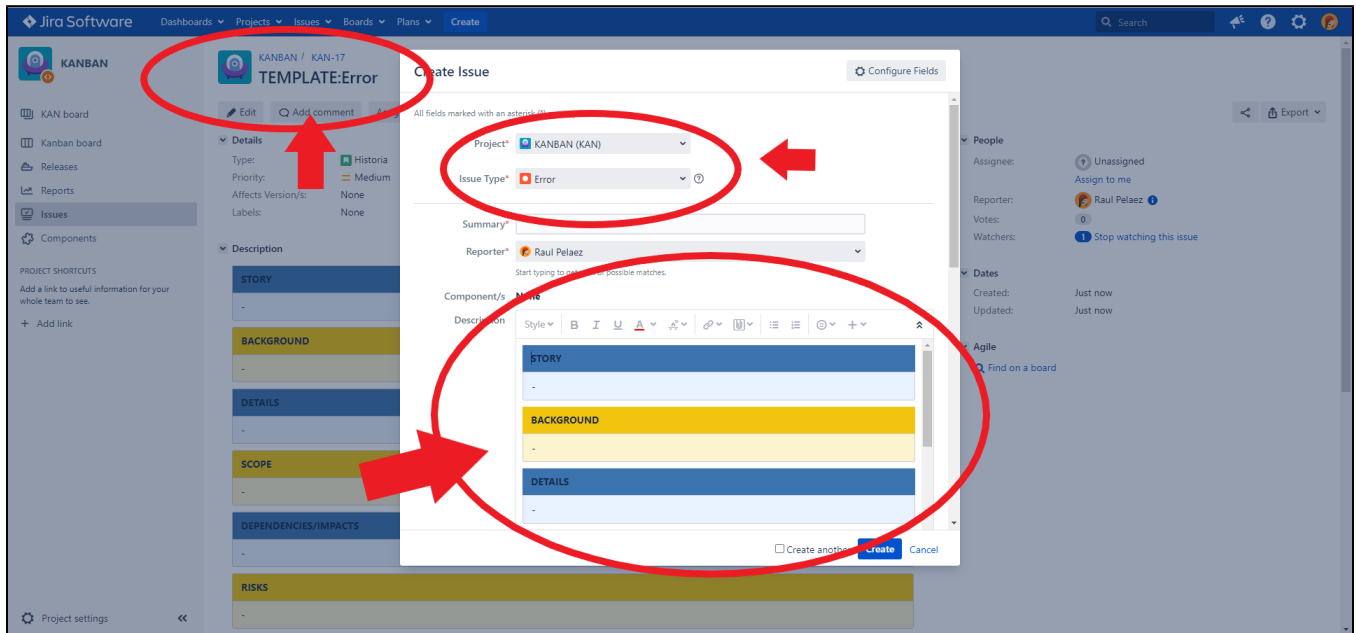 Jira Software Dashboards Projects Issues Boards Plans Create Search
KANBAN
KAN board
Kanban board
Releases
Reports
Issues
Components
PROJECT SHORTCUTS
Add a link to useful information for your
whole team to see.
+ Add link
Project settings
KANBAN / KAN-17
TEMPLATE:Error
Edit Add comment
Export
Details
Type: Historia
Priority: Medium
Affects Version/s: None
Labels: None
Description
STORY
-
BACKGROUND
-
DETAILS
-
SCOPE
-
DEPENDENCIES/IMPACTS
-
RISKS
-
Create Issue
Configure Fields
All fields marked with an
Project* KANBAN (KAN)
Issue Type* Error
Summary*
Reporter* Raul Pelaez
Start typing to possible matches.
Component/s None
Description
Style B I U A
STORY
-
BACKGROUND
-
DETAILS
-
Create another Create Cancel
People
Assignee: Unassigned
Assign to me
Reporter: Raul Pelaez
Votes: 0
Watchers: 1 Stop watching this issue
Dates
Created: Just now
Updated: Just now
Agile
Find on a board